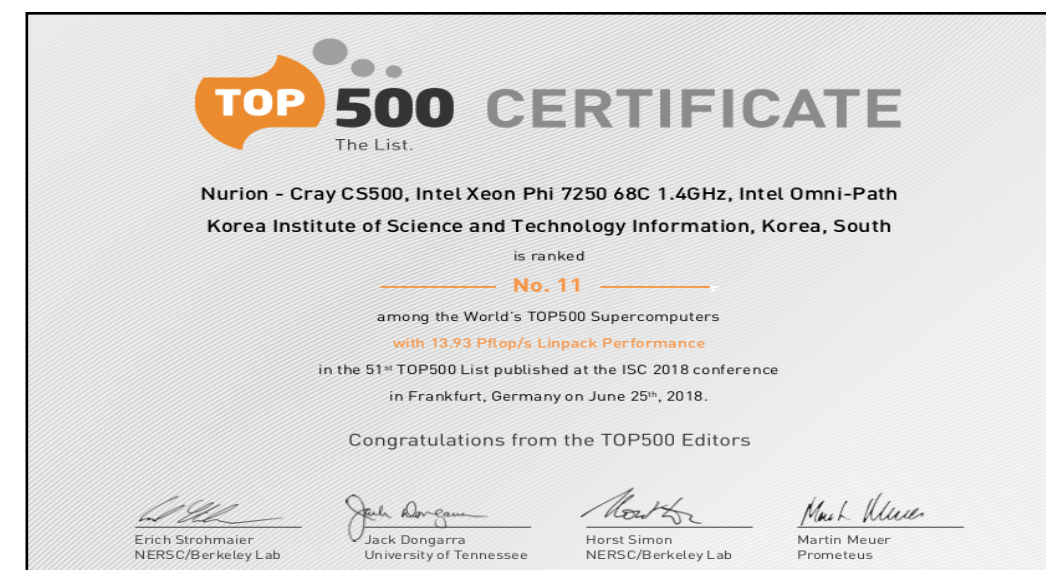 TOP 500 CERTIFICATE
The List.
Nurion - Cray CS500, Intel Xeon Phi 7250 68C 1.4GHz, Intel Omni-Path
Korea Institute of Science and Technology Information, Korea, South
is ranked
No. 11
among the World's TOP500 Supercomputers
with 13.93 Pflop/s Linpack Performance
in the 51st TOP500 List published at the ISC 2018 conference
in Frankfurt, Germany on June 25th, 2018.
Congratulations from the TOP500 Editors
Erich Strohmaier
NERSC/Berkeley Lab
Jack Dongarra
University of Tennessee
Horst Simon
NERSC/Berkeley Lab
Martin Meuer
Prometeus